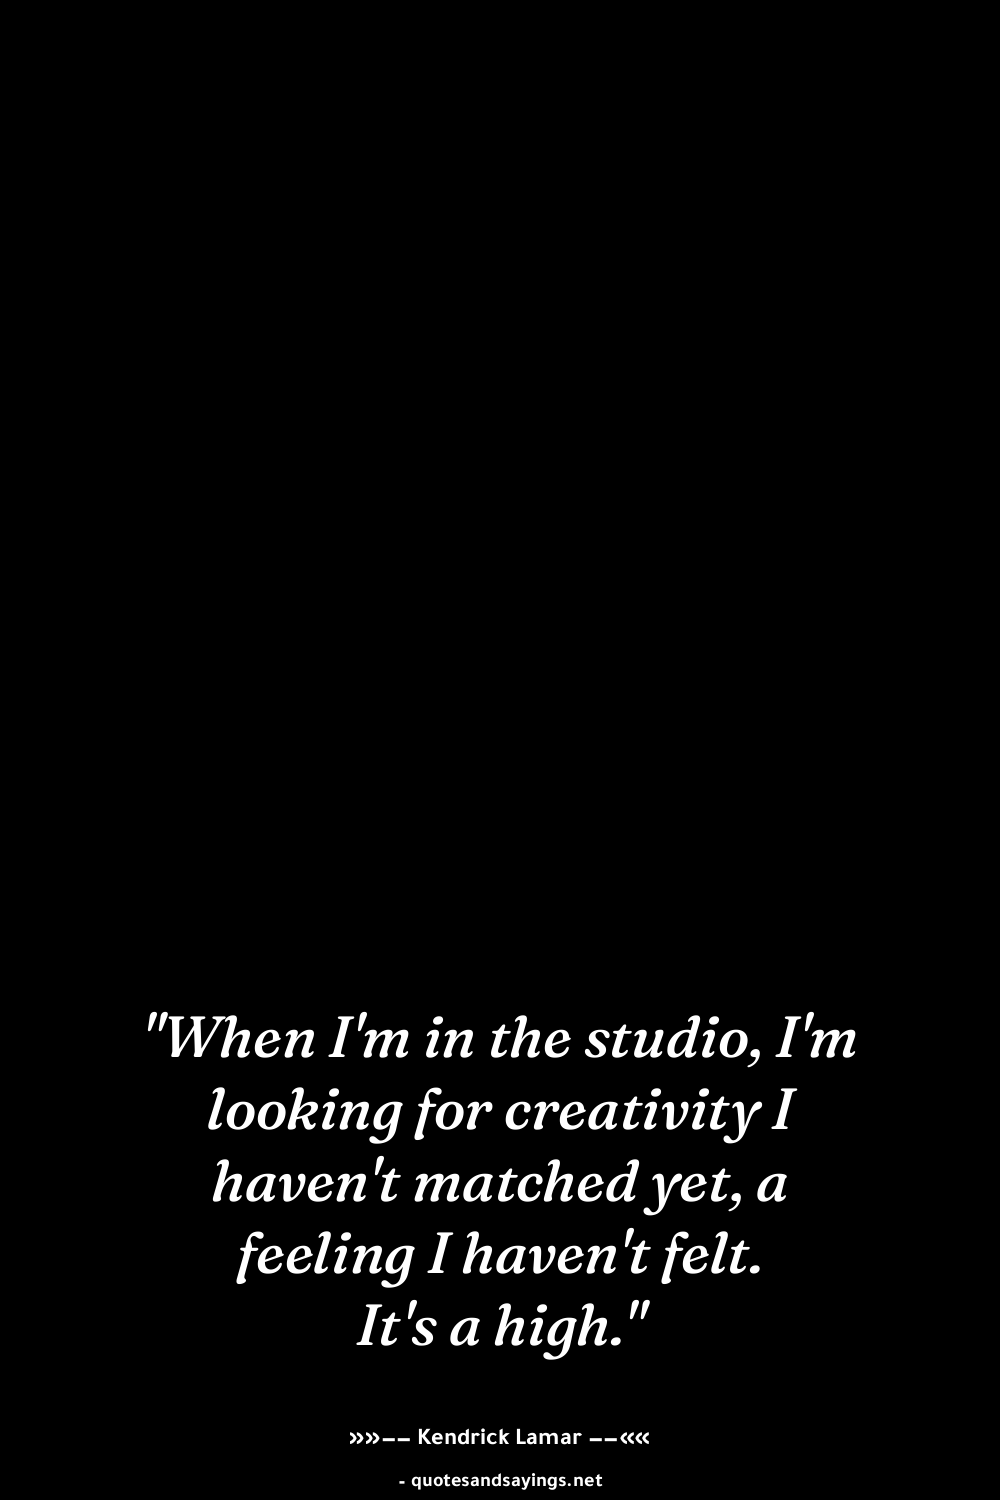 "When I'm in the studio, I'm
looking for creativity I
haven't matched yet, a
feeling I haven't felt.
It's a high."
»»–– Kendrick Lamar ––««
- quotesandsayings.net